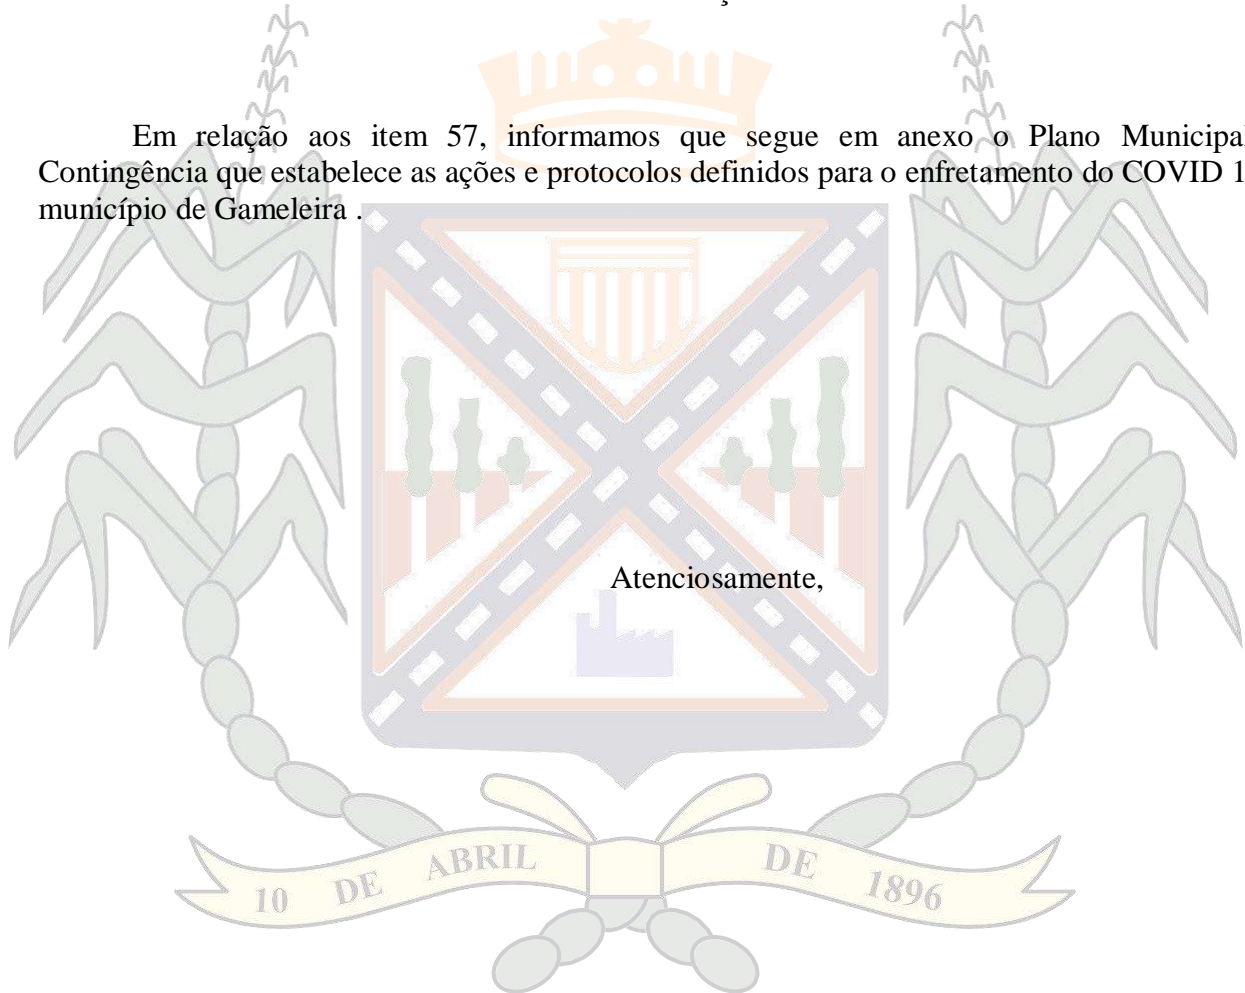 Em relação aos item 57, informamos que segue em anexo o Plano Municipal
Contingência que estabelece as ações e protocolos definidos para o enfretamento do COVID 1
município de Gameleira .
Atenciosamente,
10 DE ABRIL DE 1896